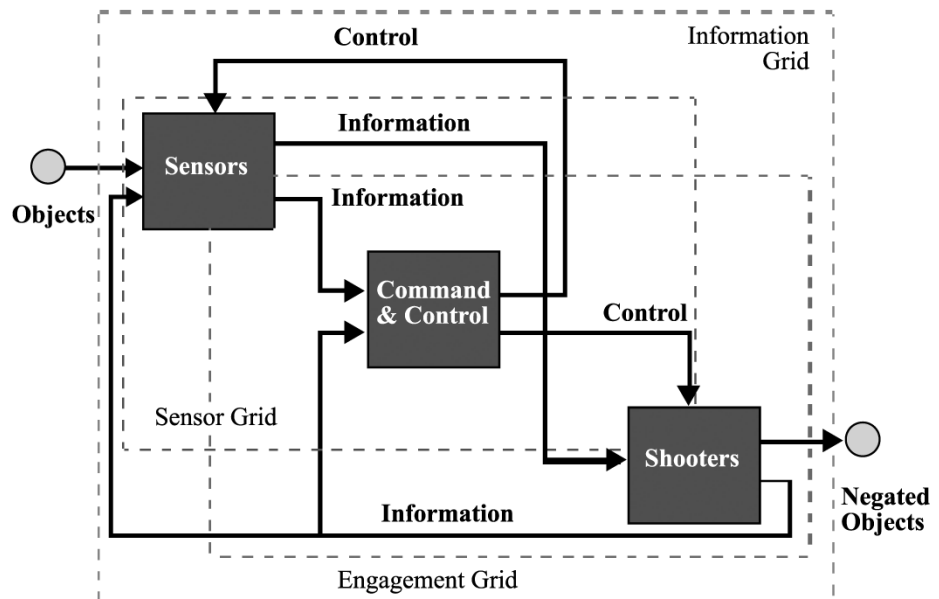 Control
Information
Grid
Information
Sensors
Information
Objects
Command
& Control
Control
Sensor Grid
Shooters
Negated
Objects
Information
Engagement Grid